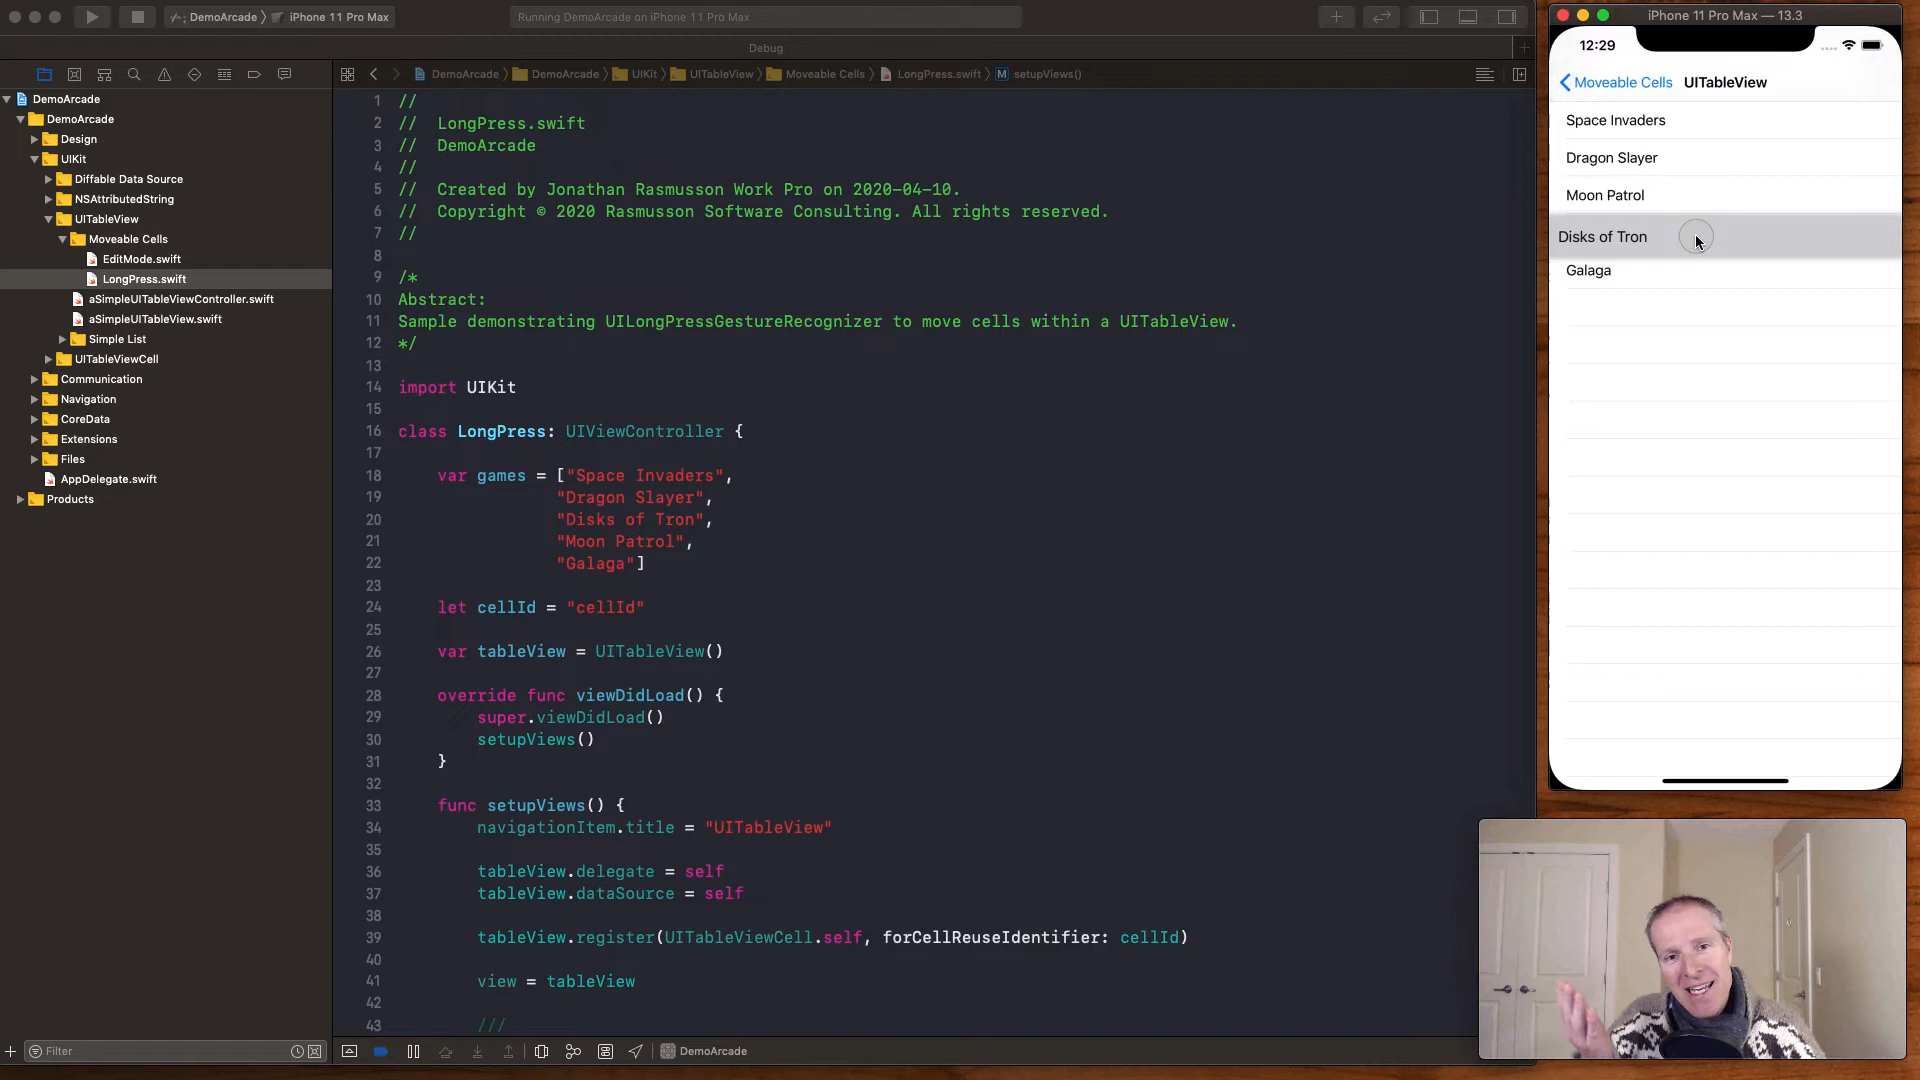 DemoArcade
iPhone 11 Pro Max
Running DemoArcade on iPhone 11 Pro Max
Debug
DemoArcade
DemoArcade
UIKit
UITableView
Moveable Cells
LongPress.swift
M
setupViews()
DemoArcade
DemoArcade
Design
UIKit
Diffable Data Source
NSAttributedString
UITableView
Moveable Cells
EditMode.swift
LongPress.swift
aSimpleUITableViewController.swift
aSimpleUITableView.swift
Simple List
UITableViewCell
Communication
Navigation
CoreData
Extensions
Files
AppDelegate.swift
Products
Filter
1 //
2 //  LongPress.swift
3 //  DemoArcade
4 //
5 //  Created by Jonathan Rasmusson Work Pro on 2020-04-10.
6 //  Copyright © 2020 Rasmusson Software Consulting. All rights reserved.
7 //
8
9 /*
10 Abstract:
11 Sample demonstrating UILongPressGestureRecognizer to move cells within a UITableView.
12 */
13
14 import UIKit
15
16 class LongPress: UIViewController {
17
18     var games = ["Space Invaders",
19                 "Dragon Slayer",
20                 "Disks of Tron",
21                 "Moon Patrol",
22                 "Galaga"]
23
24     let cellId = "cellId"
25
26     var tableView = UITableView()
27
28     override func viewDidLoad() {
29         super.viewDidLoad()
30         setupViews()
31     }
32
33     func setupViews() {
34         navigationItem.title = "UITableView"
35
36         tableView.delegate = self
37         tableView.dataSource = self
38
39         tableView.register(UITableViewCell.self, forCellReuseIdentifier: cellId)
40
41         view = tableView
42
43         ///
DemoArcade
iPhone 11 Pro Max — 13.3
12:29
Moveable Cells
UITableView
Space Invaders
Dragon Slayer
Moon Patrol
Disks of Tron
Galaga